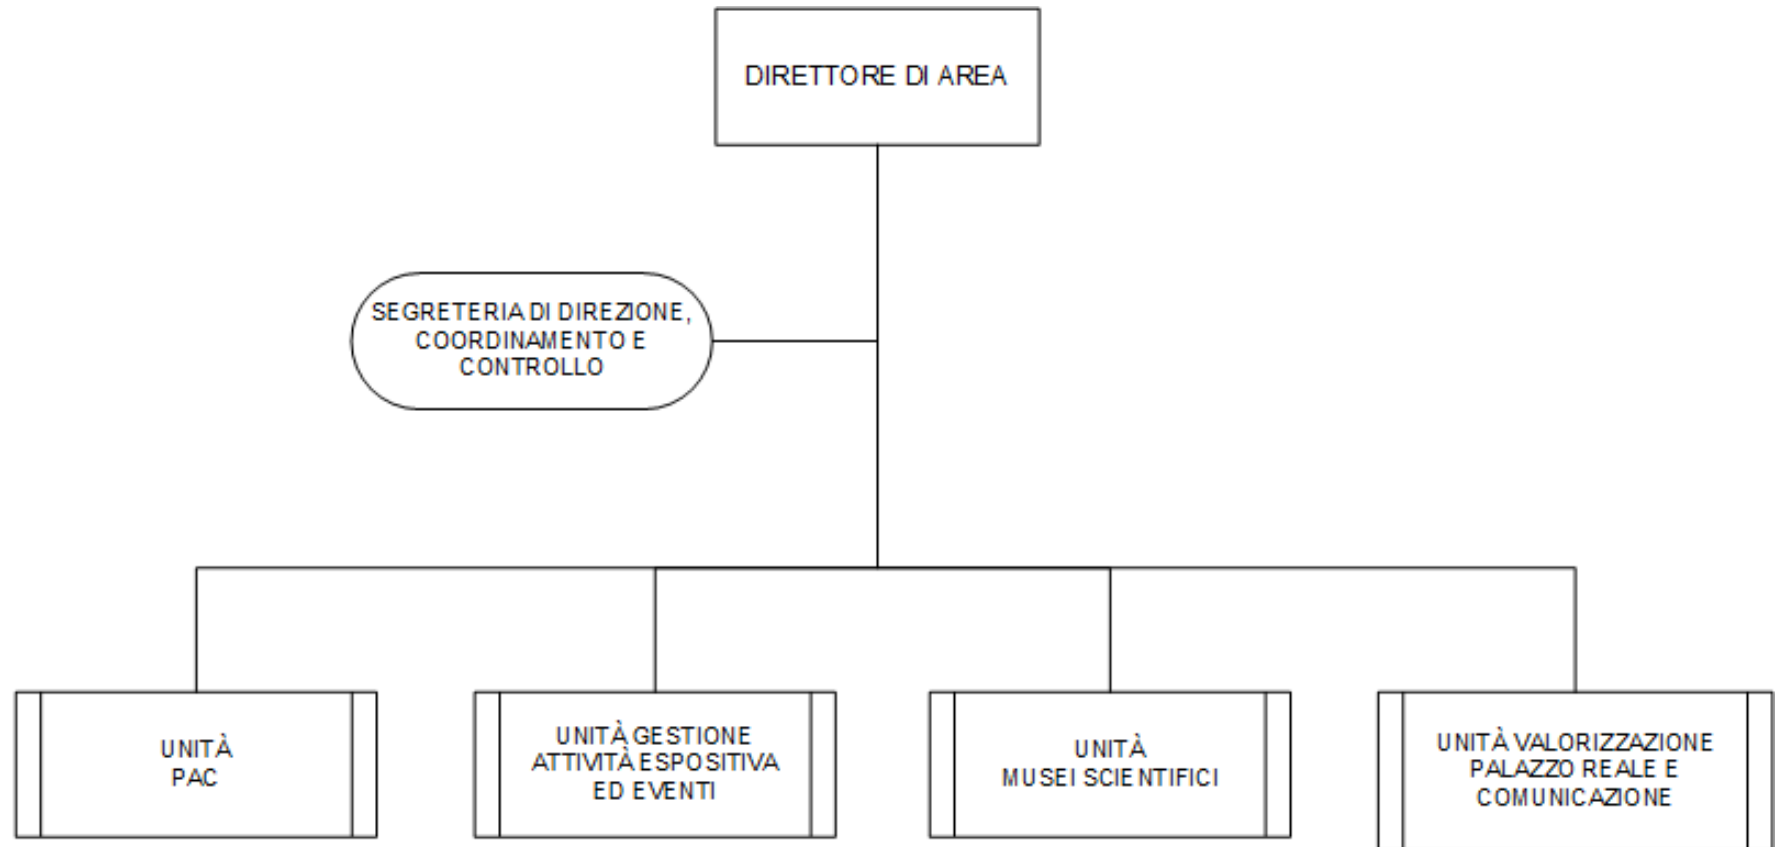 DIRETTORE DI AREA
SEGRETERIA DI DIREZIONE,
COORDINAMENTO E
CONTROLLO
UNITÀ
PAC
UNITÀ GESTIONE
ATTIVITÀ ESPOSITIVA
ED EVENTI
UNITÀ
MUSEI SCIENTIFICI
UNITÀ VALORIZZAZIONE
PALAZZO REALE E
COMUNICAZIONE